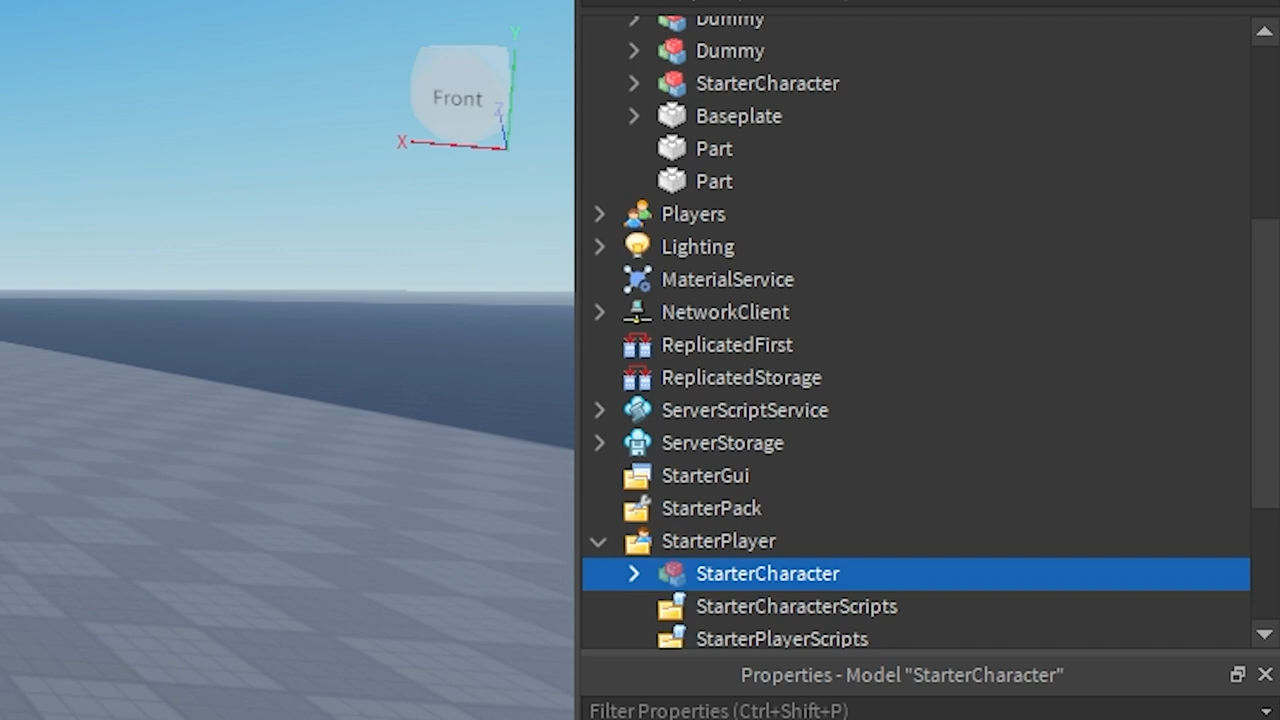 Y
Front
Z
X
Dummy
Dummy
StarterCharacter
Baseplate
Part
Part
Players
Lighting
MaterialService
NetworkClient
ReplicatedFirst
ReplicatedStorage
ServerScriptService
ServerStorage
StarterGui
StarterPack
StarterPlayer
StarterCharacter
StarterCharacterScripts
StarterPlayerScripts
Properties - Model "StarterCharacter"
Filter Properties (Ctrl+Shift+P)